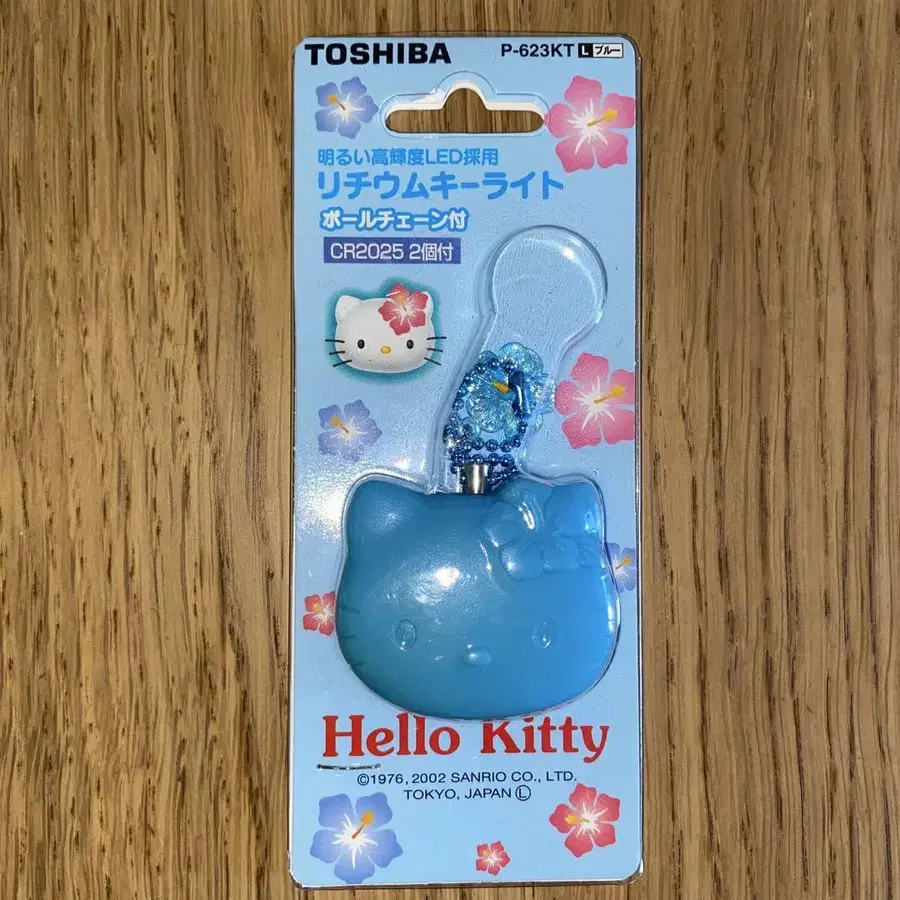 TOSHIBA
P-623KT L ブルー
明るい高輝度LED採用
リチウムキーライト
ボールチェーン付
CR2025 2個付
Hello Kitty
©1976, 2002 SANRIO CO., LTD.
TOKYO, JAPAN Ⓛ